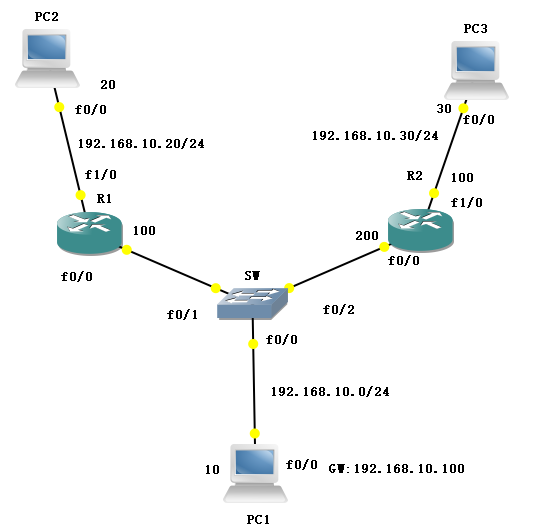 PC2
PC3
20
f0/0
30
f0/0
192.168.10.20/24
192.168.10.30/24
f1/0
R1
R2
100
f1/0
100
200
f0/0
f0/0
SW
f0/1
f0/2
f0/0
192.168.10.0/24
10
f0/0
GW:192.168.10.100
PC1